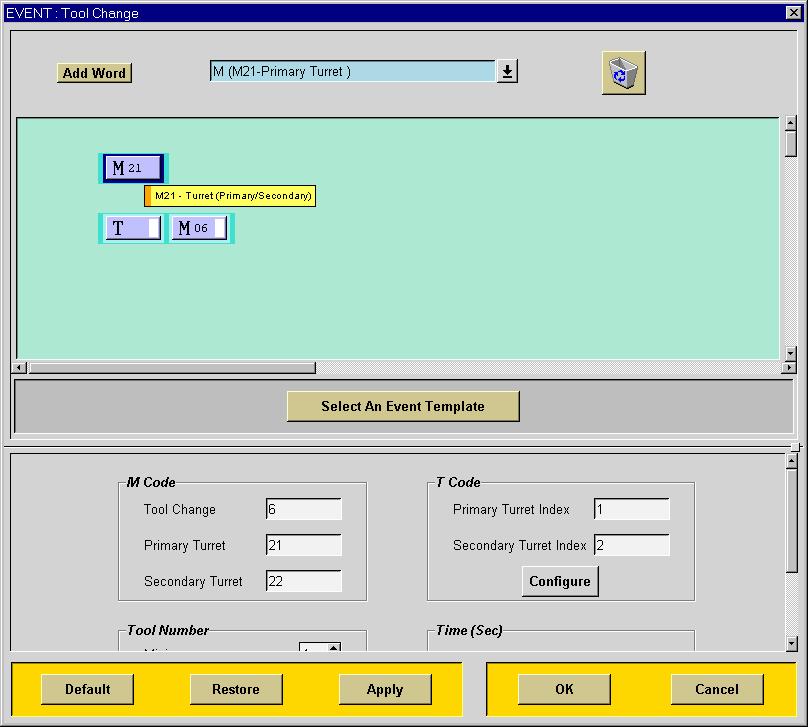 EVENT : Tool Change
Add Word
M (M21-Primary Turret )
M 21
M21 - Turret (Primary/Secondary)
T M 06
Select An Event Template
M Code
Tool Change 6
Primary Turret 21
Secondary Turret 22
T Code
Primary Turret Index 1
Secondary Turret Index 2
Configure
Tool Number
Time (Sec)
Default Restore Apply OK Cancel